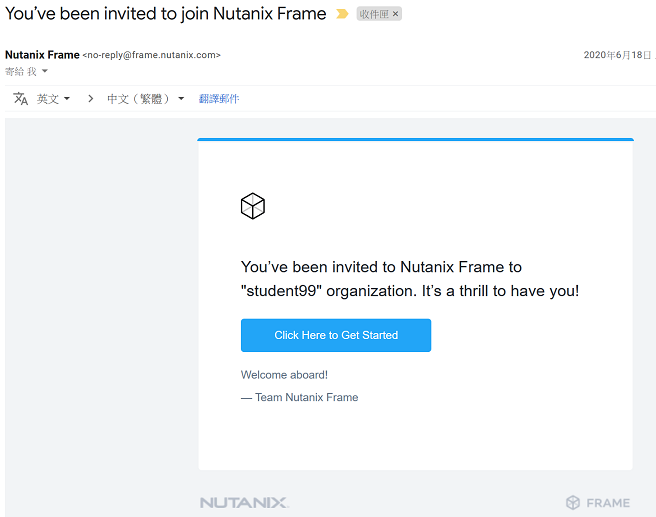 You've been invited to join Nutanix Frame 收件匣 ×
Nutanix Frame <no-reply@frame.nutanix.com> 2020年6月18日
寄給 我
英文 > 中文（繁體） 翻譯郵件
You've been invited to Nutanix Frame to
"student99" organization. It's a thrill to have you!
Click Here to Get Started
Welcome aboard!
— Team Nutanix Frame
NUTANIX. FRAME